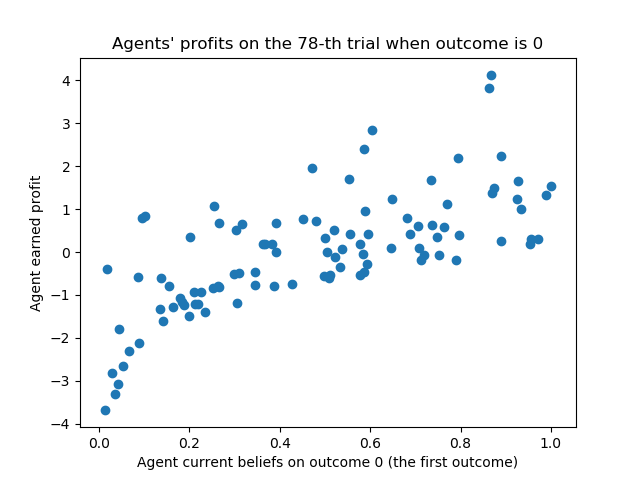 Agents' profits on the 78-th trial when outcome is 0
Agent earned profit
4
3
2
1
0
−1
−2
−3
−4
0.0 0.2 0.4 0.6 0.8 1.0
Agent current beliefs on outcome 0 (the first outcome)